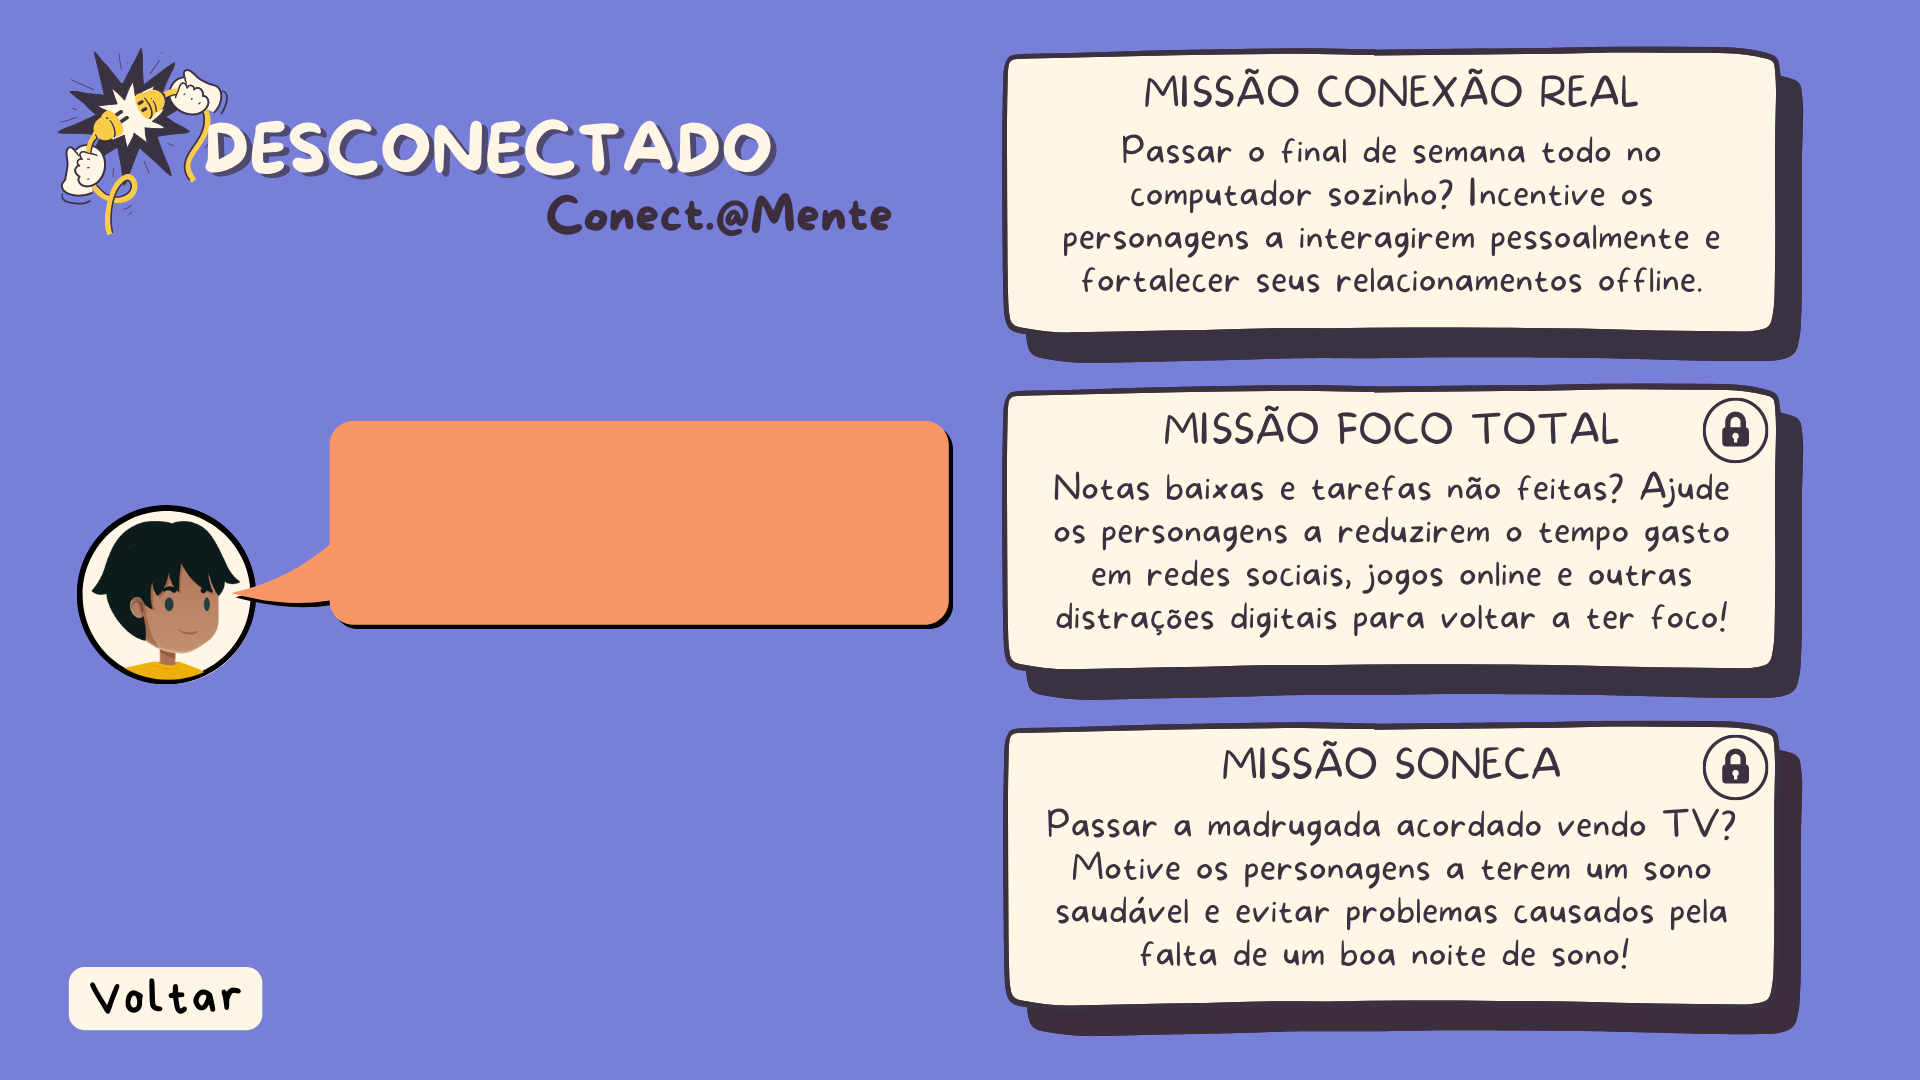 DESCONECTADO
Conect.@Mente
MISSÃO CONEXÃO REAL
Passar o final de semana todo no
computador sozinho? Incentive os
personagens a interagirem pessoalmente e
fortalecer seus relacionamentos offline.
MISSÃO FOCO TOTAL
Notas baixas e tarefas não feitas? Ajude
os personagens a reduzirem o tempo gasto
em redes sociais, jogos online e outras
distrações digitais para voltar a ter foco!
MISSÃO SONECA
Passar a madrugada acordado vendo TV?
Motive os personagens a terem um sono
saudável e evitar problemas causados pela
falta de um boa noite de sono!
Voltar